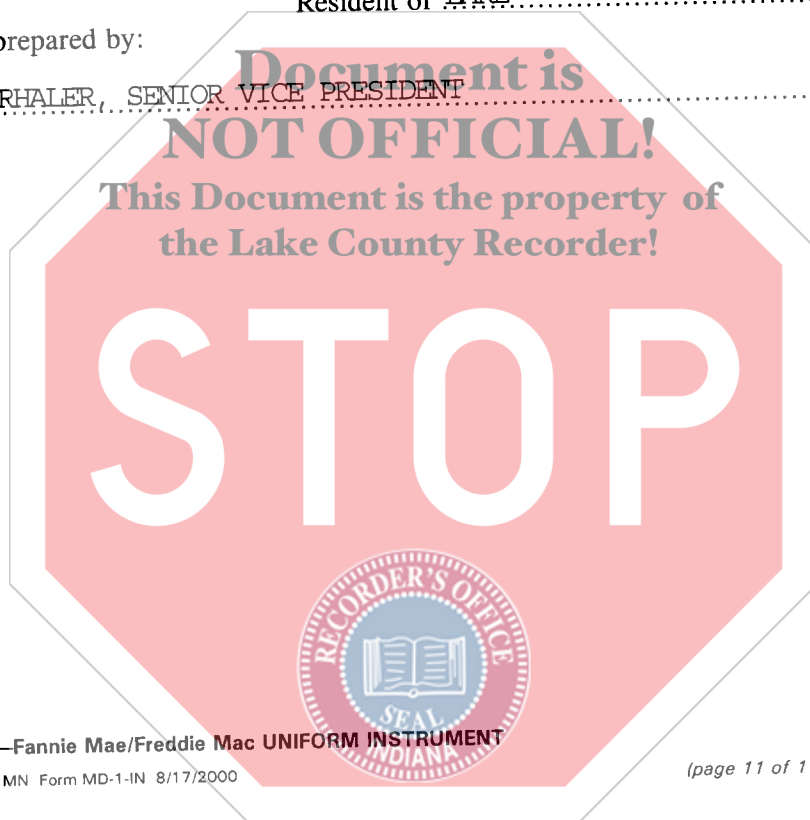 Resident of LAKE
prepared by:
RHALER, SENIOR VICE PRESIDENT
Document is
NOT OFFICIAL!
This Document is the property of
the Lake County Recorder!
STOP
RECORDER'S OFFICE
SEAL
INDIANA
—Fannie Mae/Freddie Mac UNIFORM INSTRUMENT
MN Form MD-1-IN 8/17/2000
(page 11 of 1